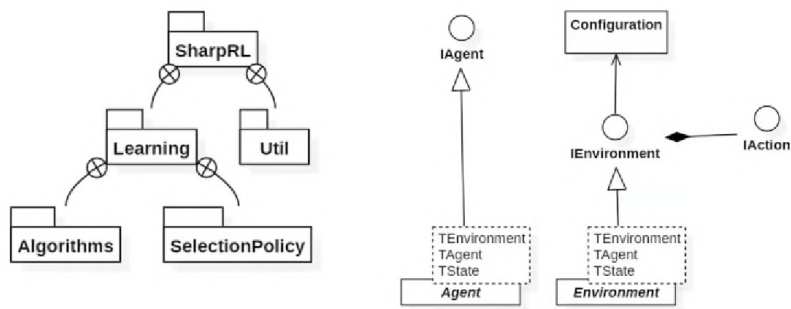 SharpRL
Learning
Util
Algorithms
SelectionPolicy
IAgent
TEnvironment
TAgent
TState
Agent
Configuration
IEnvironment
IAction
TEnvironment
TAgent
TState
Environment